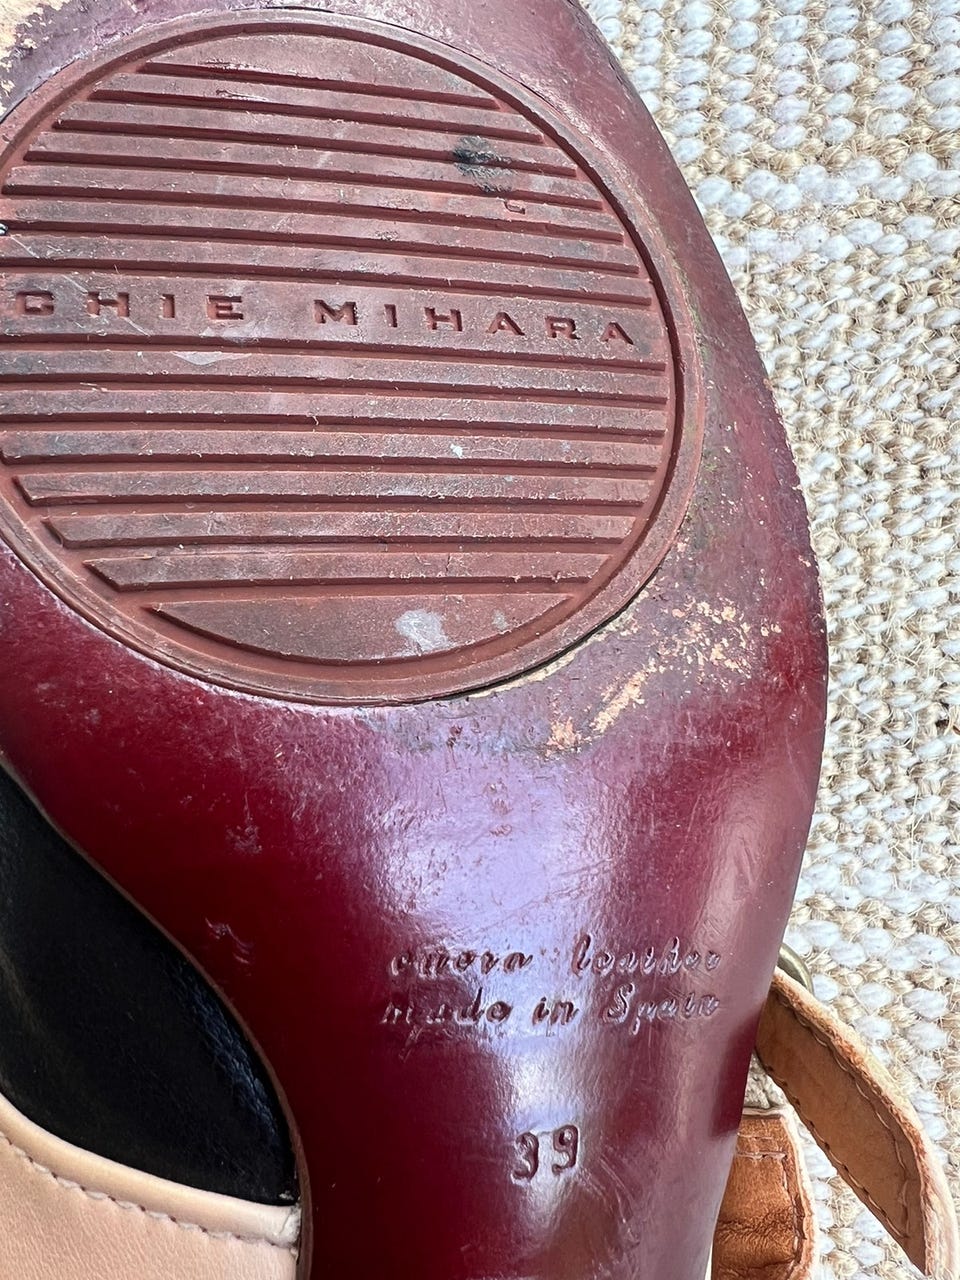 CHIE MIHARA
cuero leather
made in Spain
39